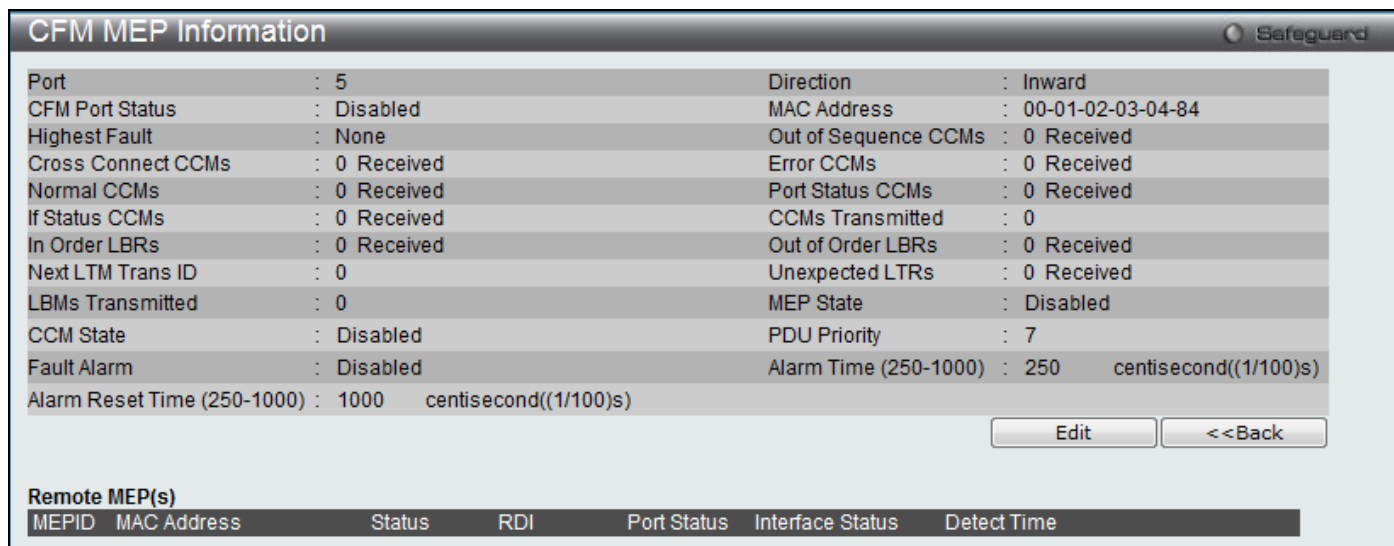 CFM MEP Information Safeguard
Port : 5 Direction : Inward
CFM Port Status : Disabled MAC Address : 00-01-02-03-04-84
Highest Fault : None Out of Sequence CCMs : 0 Received
Cross Connect CCMs : 0 Received Error CCMs : 0 Received
Normal CCMs : 0 Received Port Status CCMs : 0 Received
If Status CCMs : 0 Received CCMs Transmitted : 0
In Order LBRs : 0 Received Out of Order LBRs : 0 Received
Next LTM Trans ID : 0 Unexpected LTRs : 0 Received
LBMs Transmitted : 0 MEP State : Disabled
CCM State : Disabled PDU Priority : 7
Fault Alarm : Disabled Alarm Time (250-1000) : 250 centisecond((1/100)s)
Alarm Reset Time (250-1000) : 1000 centisecond((1/100)s)
Edit <<Back
Remote MEP(s)
MEPID MAC Address Status RDI Port Status Interface Status Detect Time